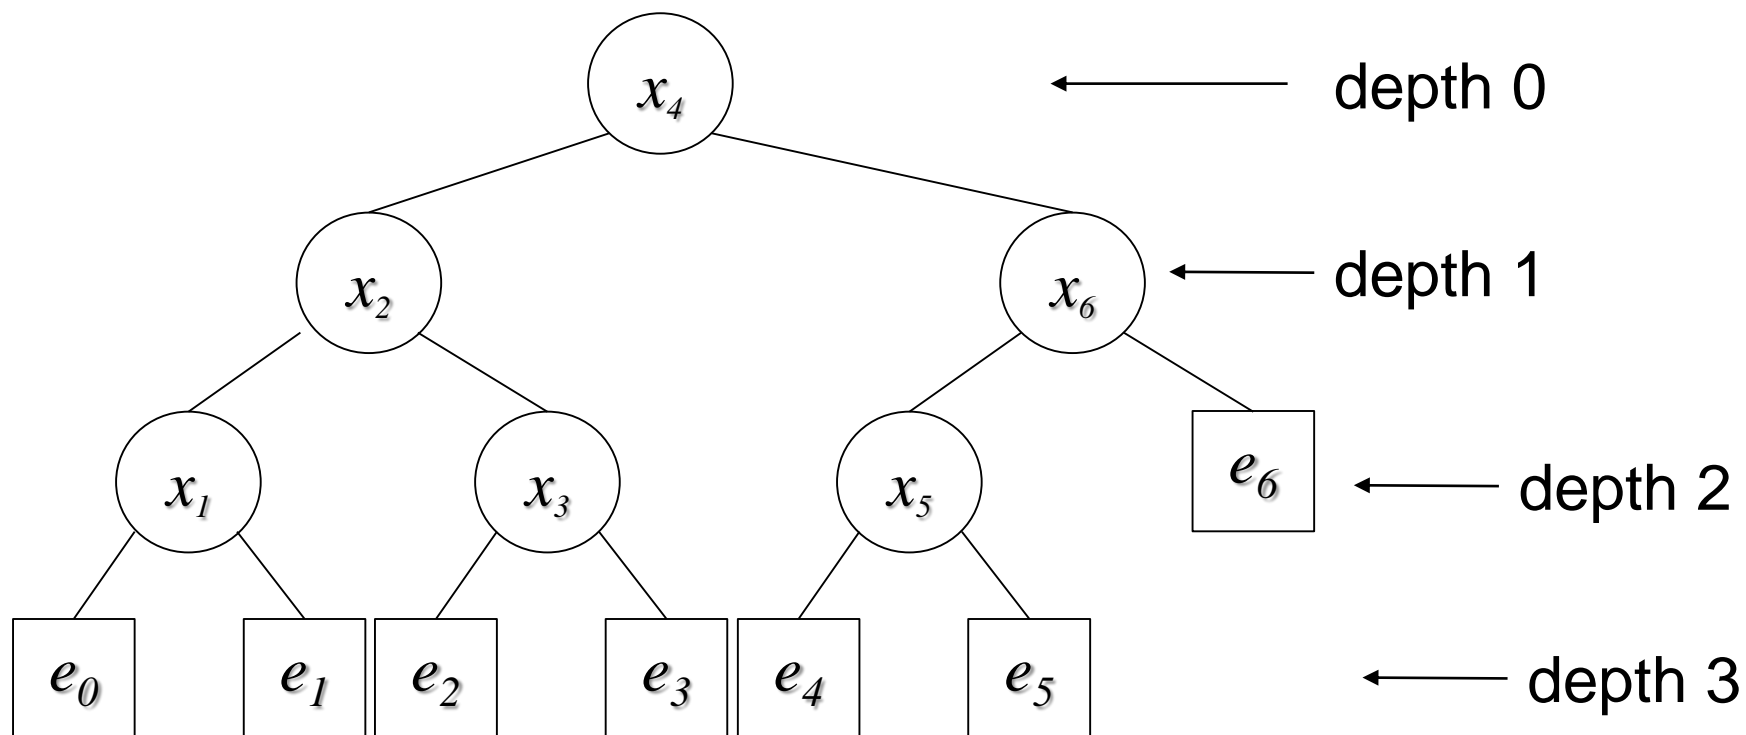 x₄ depth 0
x₂ x₆ depth 1
x₁ x₃ x₅ e₆ depth 2
e₀ e₁ e₂ e₃ e₄ e₅ depth 3